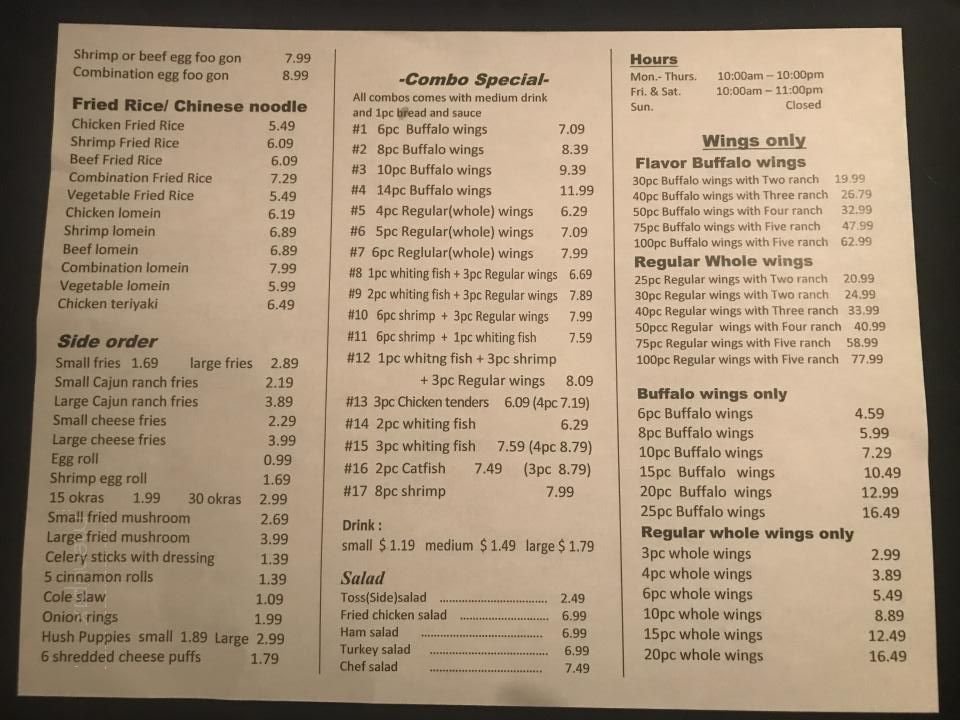 Shrimp or beef egg foo gon 7.99
Combination egg foo gon 8.99
Fried Rice/ Chinese noodle
Chicken Fried Rice 5.49
Shrimp Fried Rice 6.09
Beef Fried Rice 6.09
Combination Fried Rice 7.29
Vegetable Fried Rice 5.49
Chicken lomein 6.19
Shrimp lomein 6.89
Beef lomein 6.89
Combination lomein 7.99
Vegetable lomein 5.99
Chicken teriyaki 6.49
Side order
Small fries 1.69 large fries 2.89
Small Cajun ranch fries 2.19
Large Cajun ranch fries 3.89
Small cheese fries 2.29
Large cheese fries 3.99
Egg roll 0.99
Shrimp egg roll 1.69
15 okras 1.99 30 okras 2.99
Small fried mushroom 2.69
Large fried mushroom 3.99
Celery sticks with dressing 1.39
5 cinnamon rolls 1.39
Cole slaw 1.09
Onion rings 1.99
Hush Puppies small 1.89 Large 2.99
6 shredded cheese puffs 1.79
-Combo Special-
All combos comes with medium drink
and 1pc bread and sauce
#1 6pc Buffalo wings 7.09
#2 8pc Buffalo wings 8.39
#3 10pc Buffalo wings 9.39
#4 14pc Buffalo wings 11.99
#5 4pc Regular(whole) wings 6.29
#6 5pc Regular(whole) wings 7.09
#7 6pc Reglular(whole) wings 7.99
#8 1pc whiting fish + 3pc Regular wings 6.69
#9 2pc whiting fish + 3pc Regular wings 7.89
#10 6pc shrimp + 3pc Regular wings 7.99
#11 6pc shrimp + 1pc whiting fish 7.59
#12 1pc whitng fish + 3pc shrimp
+ 3pc Regular wings 8.09
#13 3pc Chicken tenders 6.09 (4pc 7.19)
#14 2pc whiting fish 6.29
#15 3pc whiting fish 7.59 (4pc 8.79)
#16 2pc Catfish 7.49 (3pc 8.79)
#17 8pc shrimp 7.99
Drink :
small $ 1.19 medium $ 1.49 large $ 1.79
Salad
Toss(Side)salad ................................ 2.49
Fried chicken salad .......................... 6.99
Ham salad .................................... 6.99
Turkey salad ................................... 6.99
Chef salad ................................... 7.49
Hours
Mon.- Thurs. 10:00am – 10:00pm
Fri. & Sat. 10:00am – 11:00pm
Sun. Closed
Wings only
Flavor Buffalo wings
30pc Buffalo wings with Two ranch 19.99
40pc Buffalo wings with Three ranch 26.79
50pc Buffalo wings with Four ranch 32.99
75pc Buffalo wings with Five ranch 47.99
100pc Buffalo wings with Five ranch 62.99
Regular Whole wings
25pc Regular wings with Two ranch 20.99
30pc Regular wings with Two ranch 24.99
40pc Regular wings with Three ranch 33.99
50pcc Regular wings with Four ranch 40.99
75pc Regular wings with Five ranch 58.99
100pc Regular wings with Five ranch 77.99
Buffalo wings only
6pc Buffalo wings 4.59
8pc Buffalo wings 5.99
10pc Buffalo wings 7.29
15pc Buffalo wings 10.49
20pc Buffalo wings 12.99
25pc Buffalo wings 16.49
Regular whole wings only
3pc whole wings 2.99
4pc whole wings 3.89
6pc whole wings 5.49
10pc whole wings 8.89
15pc whole wings 12.49
20pc whole wings 16.49